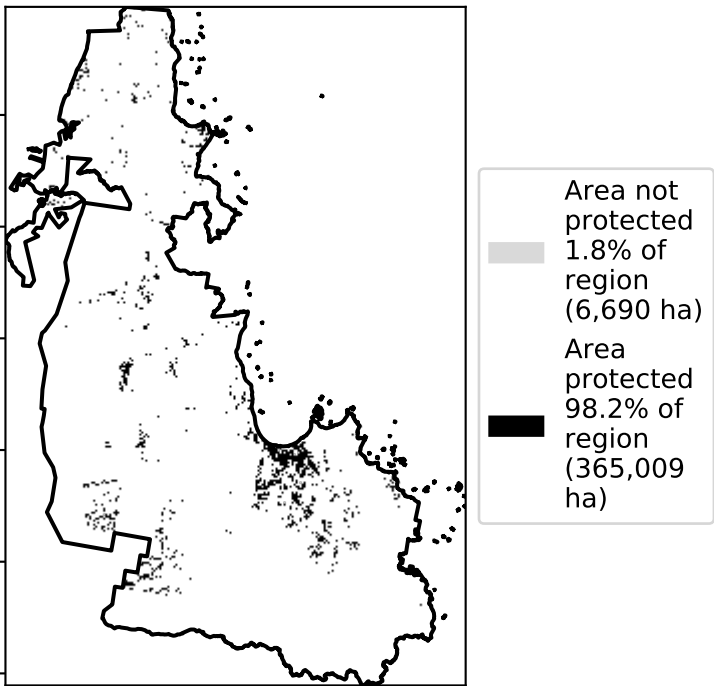 Area not
protected
1.8% of
region
(6,690 ha)
Area
protected
98.2% of
region
(365,009
ha)